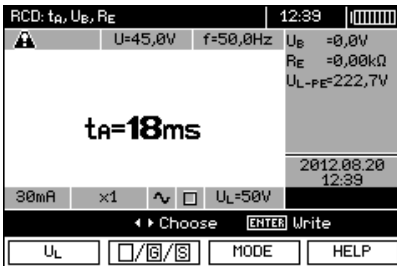 RCD: tA, UB, RE 12:39
U=45,0V f=50,0Hz
UB =0,0V
RE =0,00kΩ
UL-PE=222,7V
tA=18ms
2012.08.20
12:39
30mA x1 UL=50V
Choose ENTER Write
UL
/G/S
MODE
HELP